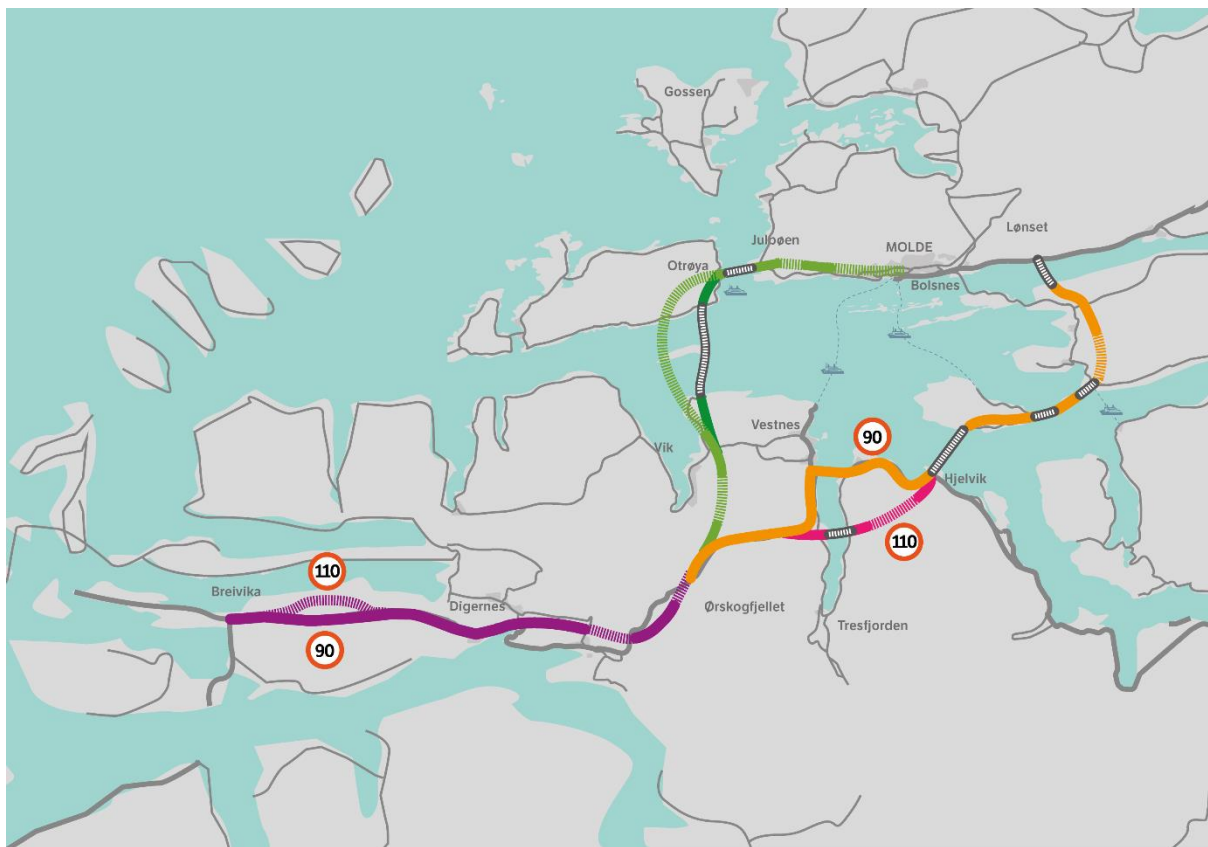 Gossen
Lønset
Julbøen
MOLDE
Otrøya
Bolsnes
Vestnes
90
Vik
Hjelvik
110
110
Breivika
Digernes
Ørskogfjellet
Tresfjorden
90